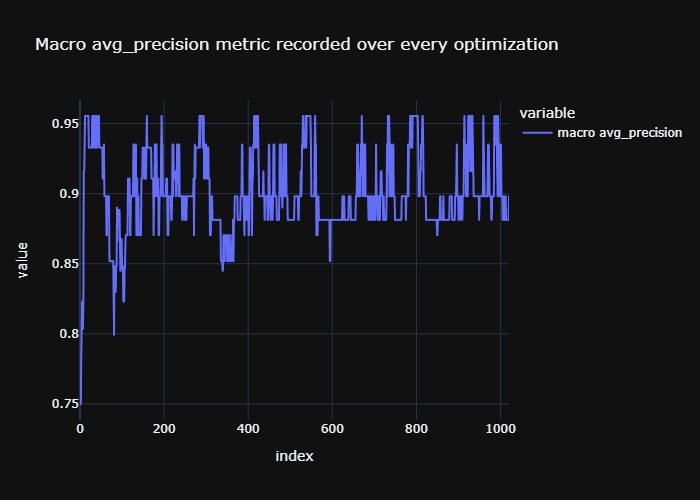 Macro avg_precision metric recorded over every optimization
variable
macro avg_precision
value
0.95
0.9
0.85
0.8
0.75
0 200 400 600 800 1000
index